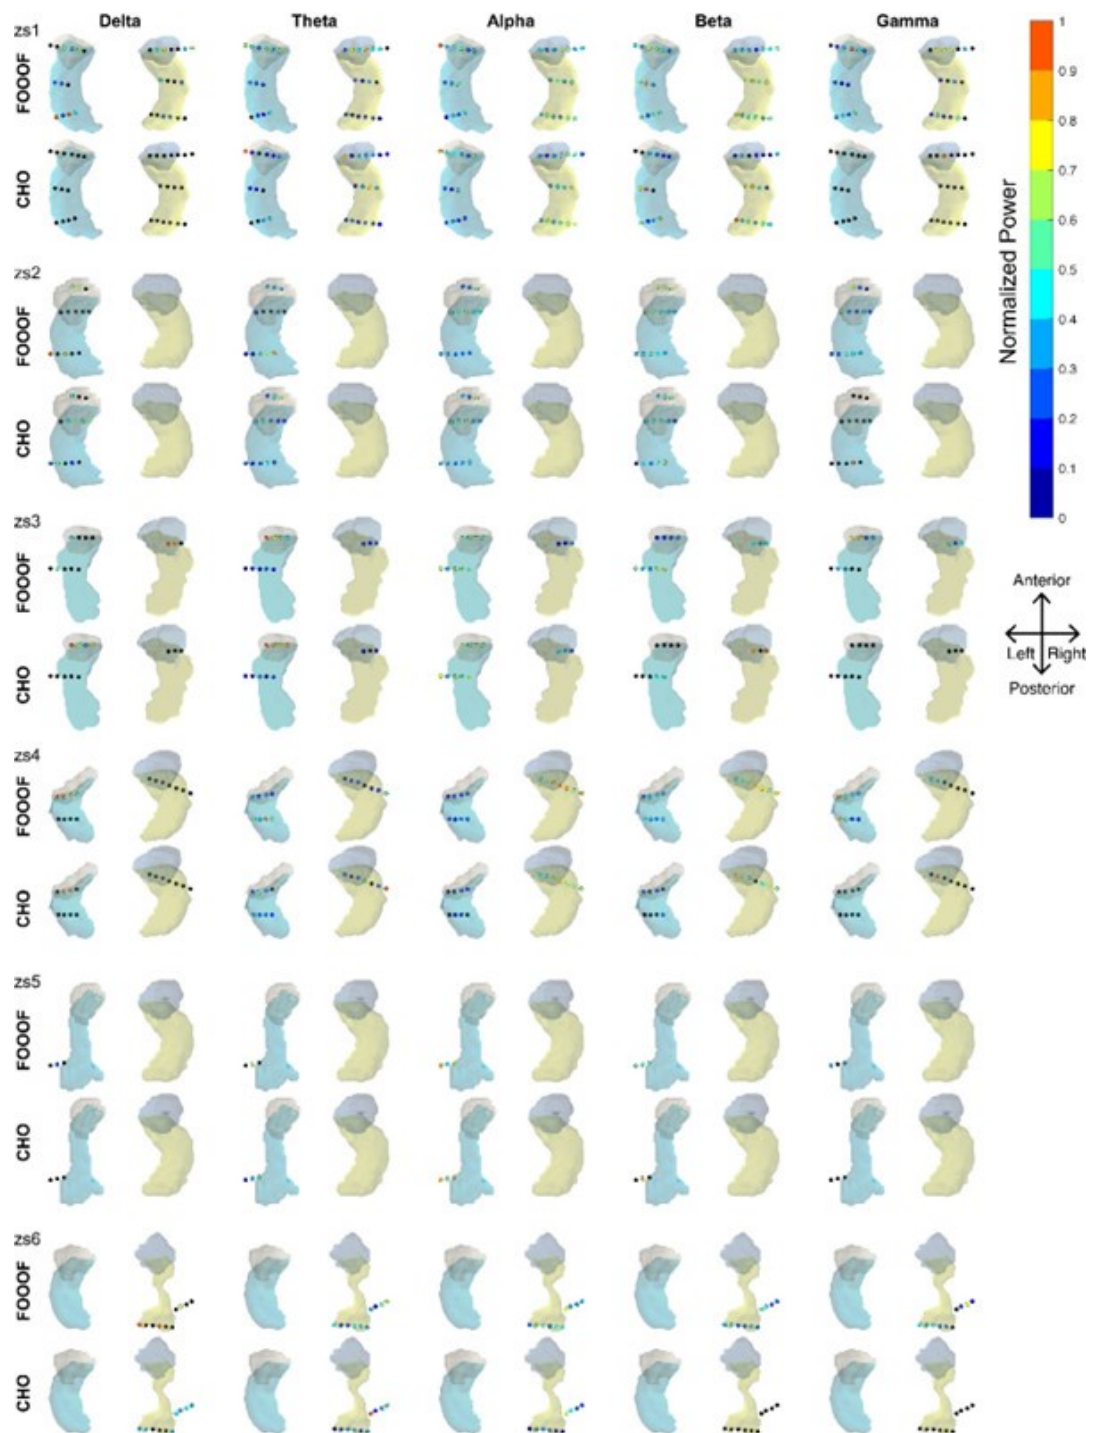 Delta Theta Alpha Beta Gamma
zs1
FOOOF
CHO
zs2
FOOOF
CHO
zs3
FOOOF
CHO
zs4
FOOOF
CHO
zs5
FOOOF
CHO
zs6
FOOOF
CHO
1
0.9
0.8
0.7
0.6
0.5
0.4
0.3
0.2
0.1
0
Normalized Power
Anterior
Left Right
Posterior